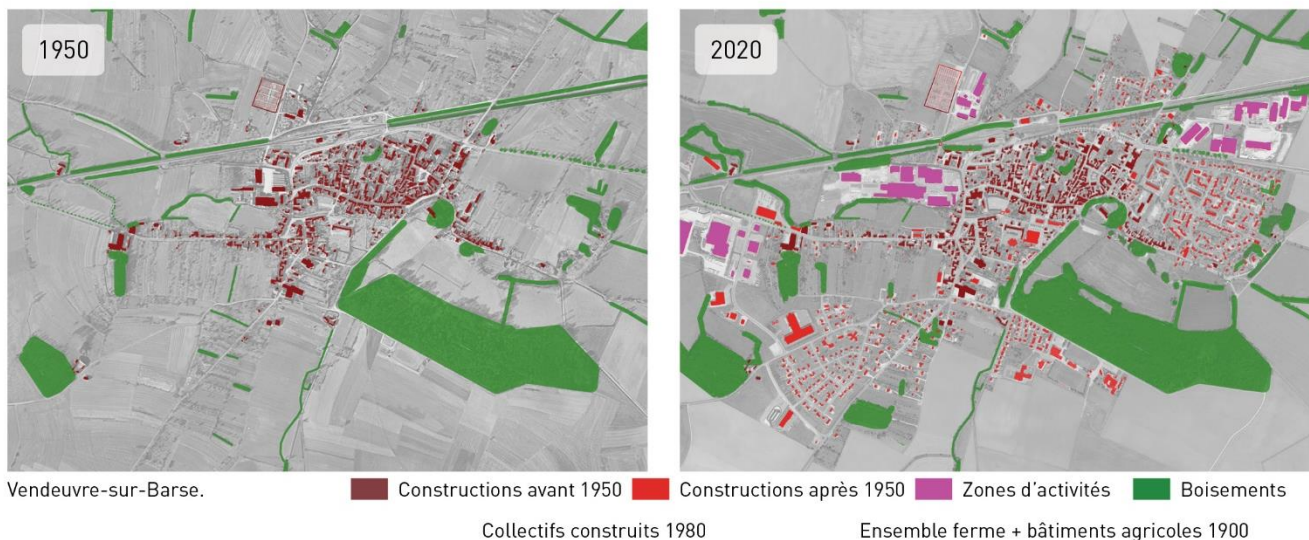 1950
2020
Vendeuvre-sur-Barse. Constructions avant 1950 Constructions après 1950 Zones d'activités Boisements
Collectifs construits 1980 Ensemble ferme + bâtiments agricoles 1900